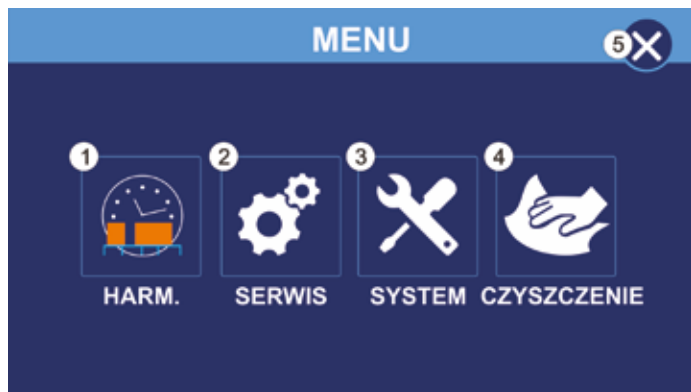 MENU
5
1
2
3
4
HARM.
SERWIS
SYSTEM
CZYSZCZENIE